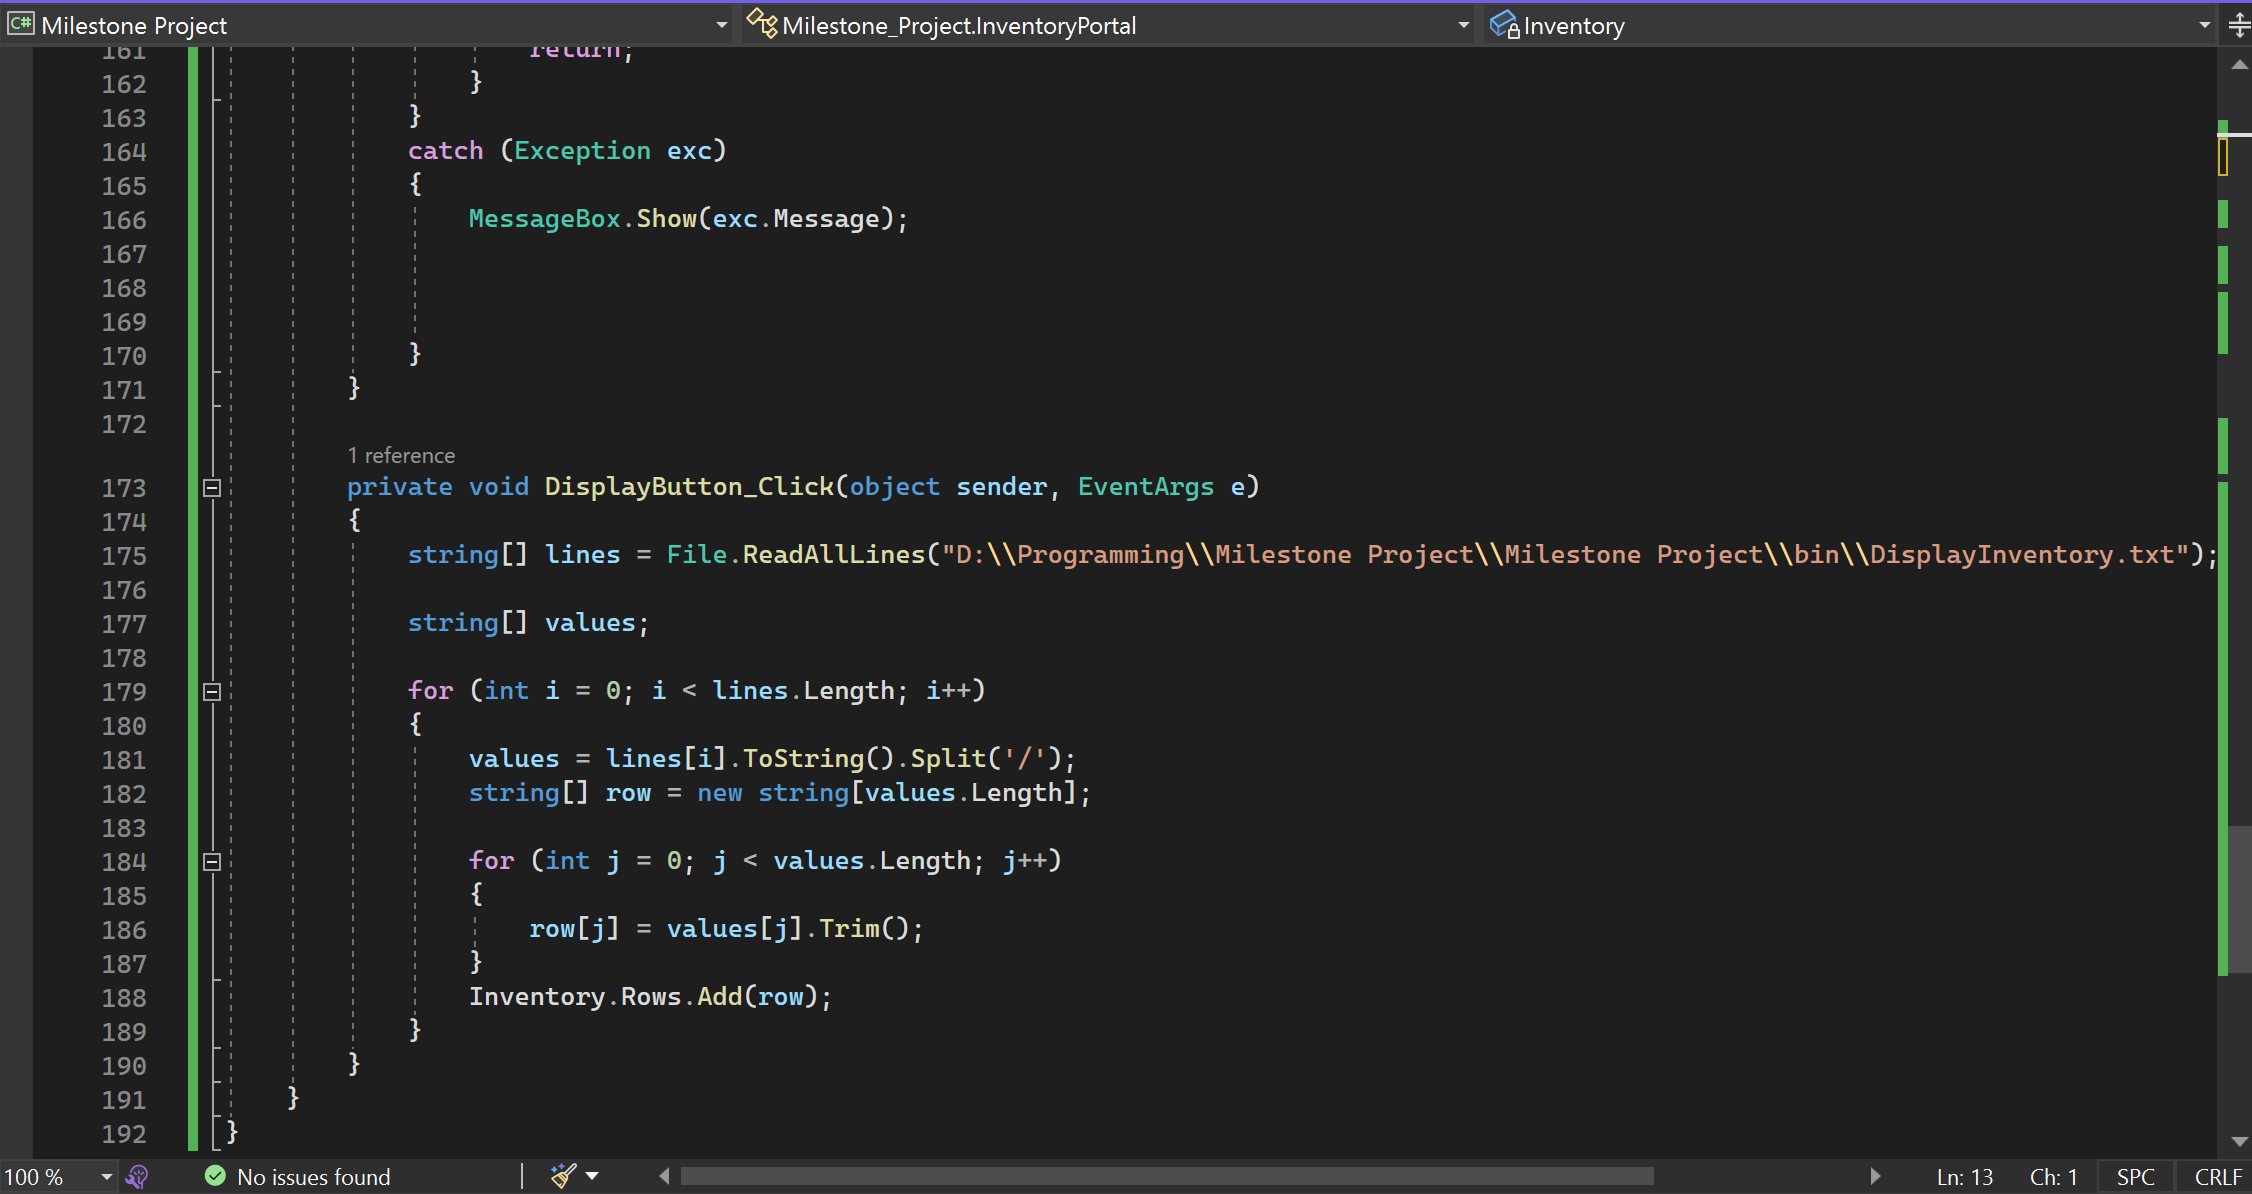 C# Milestone Project Milestone_Project.InventoryPortal Inventory
161 return;
162 }
163 }
164 catch (Exception exc)
165 {
166 MessageBox.Show(exc.Message);
167
168
169
170 }
171 }
172
1 reference
173 private void DisplayButton_Click(object sender, EventArgs e)
174 {
175 string[] lines = File.ReadAllLines("D:\\Programming\\Milestone Project\\Milestone Project\\bin\\DisplayInventory.txt");
176
177 string[] values;
178
179 for (int i = 0; i < lines.Length; i++)
180 {
181 values = lines[i].ToString().Split('/');
182 string[] row = new string[values.Length];
183
184 for (int j = 0; j < values.Length; j++)
185 {
186 row[j] = values[j].Trim();
187 }
188 Inventory.Rows.Add(row);
189 }
190 }
191 }
192 }
100 % No issues found Ln: 13 Ch: 1 SPC CRLF